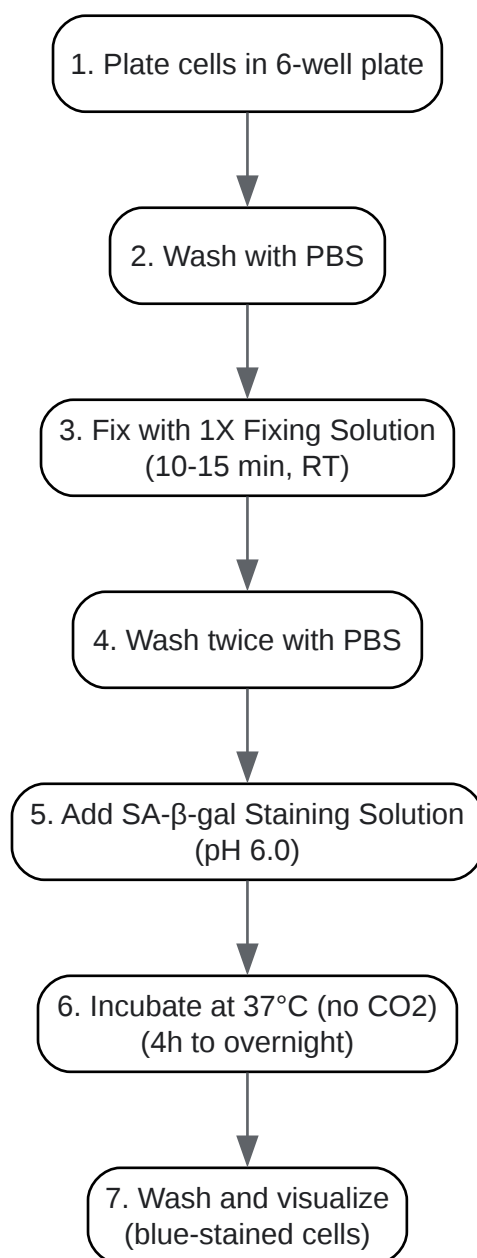 1. Plate cells in 6-well plate
2. Wash with PBS
3. Fix with 1X Fixing Solution
(10-15 min, RT)
4. Wash twice with PBS
5. Add SA-β-gal Staining Solution
(pH 6.0)
6. Incubate at 37°C (no CO2)
(4h to overnight)
7. Wash and visualize
(blue-stained cells)